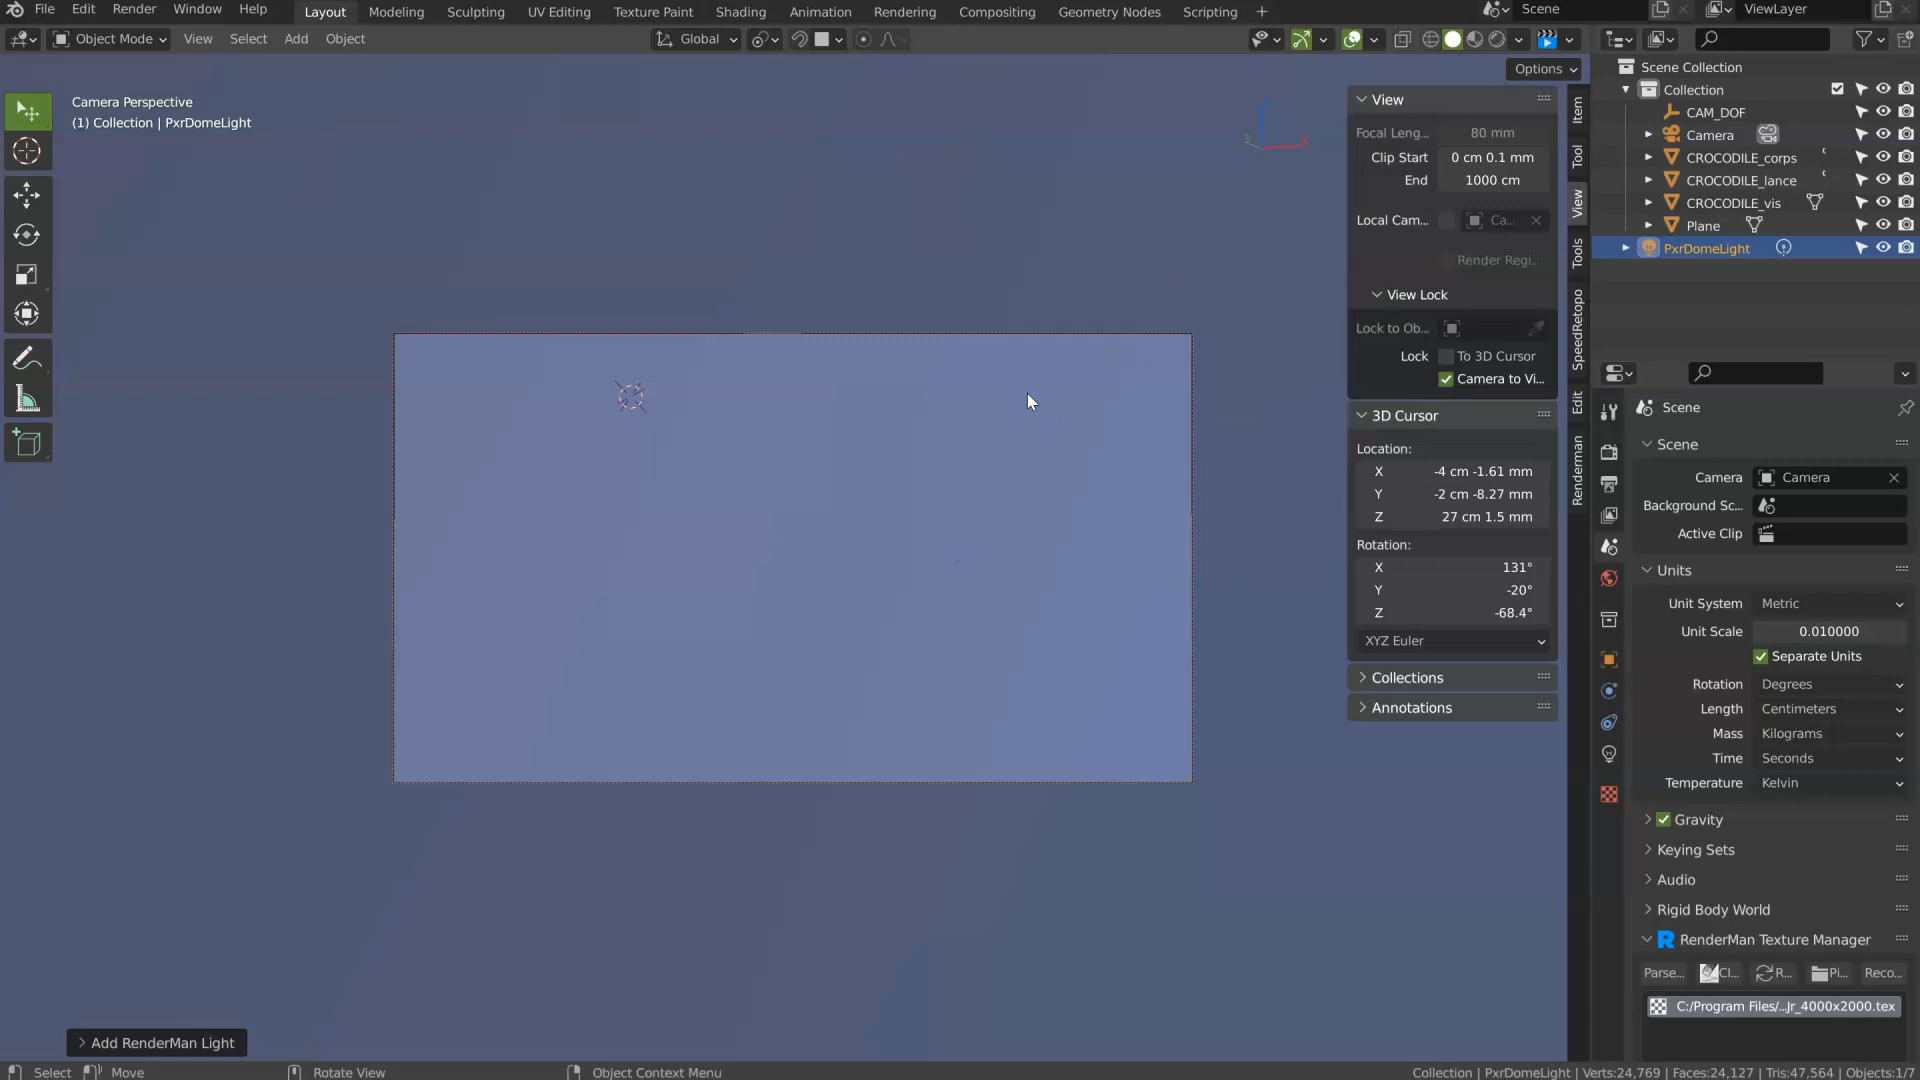 File Edit Render Window Help Layout Modeling Sculpting UV Editing Texture Paint Shading Animation Rendering Compositing Geometry Nodes Scripting + Scene ViewLayer
Object Mode View Select Add Object Global
Options
Camera Perspective
(1) Collection | PxrDomeLight
View
Focal Leng... 80 mm
Clip Start 0 cm 0.1 mm
End 1000 cm
Local Cam... Ca...
Render Regi...
View Lock
Lock to Ob...
Lock To 3D Cursor
Camera to Vi...
3D Cursor
Location:
X -4 cm -1.61 mm
Y -2 cm -8.27 mm
Z 27 cm 1.5 mm
Rotation:
X 131°
Y -20°
Z -68.4°
XYZ Euler
Collections
Annotations
Item
Tool
View
Tools
SpeedRetopo
Edit
Renderman
Scene Collection
Collection
CAM_DOF
Camera
CROCODILE_corps
CROCODILE_lance
CROCODILE_vis
Plane
PxrDomeLight
Scene
Scene
Camera Camera
Background Sc...
Active Clip
Units
Unit System Metric
Unit Scale 0.010000
Separate Units
Rotation Degrees
Length Centimeters
Mass Kilograms
Time Seconds
Temperature Kelvin
Gravity
Keying Sets
Audio
Rigid Body World
RenderMan Texture Manager
Parse... Cl... R... Pi... Reco...
C:/Program Files/...Jr_4000x2000.tex
Add RenderMan Light
Select Move Rotate View Object Context Menu Collection | PxrDomeLight | Verts:24,769 | Faces:24,127 | Tris:47,564 | Objects:1/7